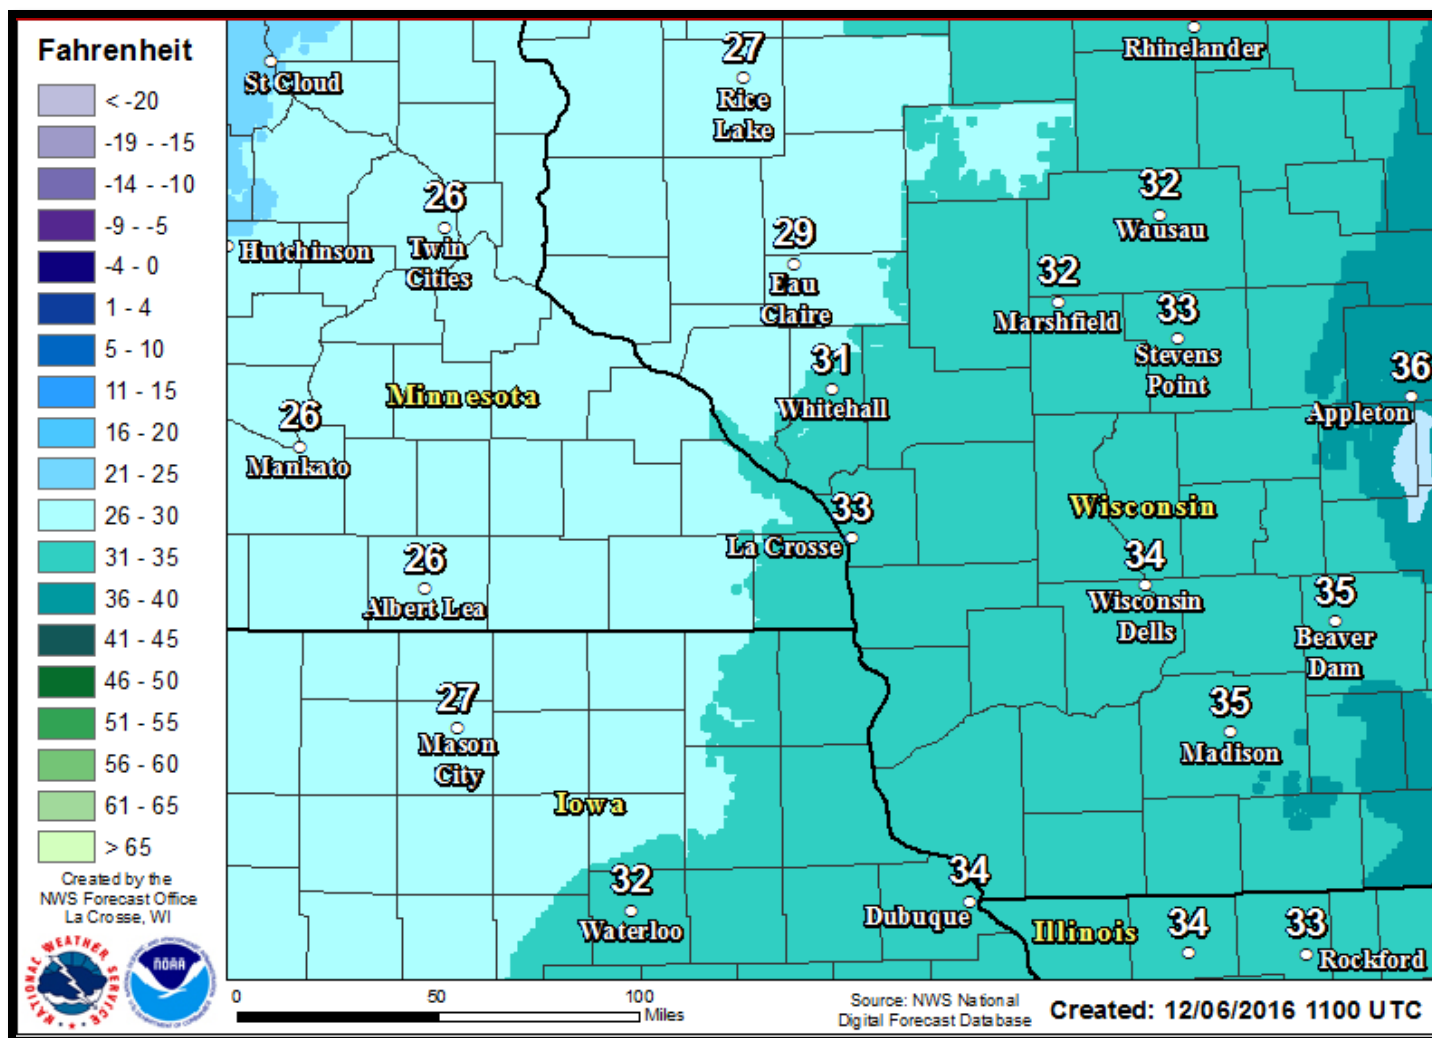 Fahrenheit
< -20
-19 - -15
-14 - -10
-9 - -5
-4 - 0
1 - 4
5 - 10
11 - 15
16 - 20
21 - 25
26 - 30
31 - 35
36 - 40
41 - 45
46 - 50
51 - 55
56 - 60
61 - 65
> 65
Created by the
NWS Forecast Office
La Crosse, WI
NATIONAL WEATHER SERVICE
NOAA
St Cloud
27
Rice
Lake
Rhinelander
26
Twin
Cities
Hutchinson
29
Eau
Claire
32
Wausau
32
Marshfield
33
Stevens
Point
31
Whitehall
36
Appleton
Minnesota
26
Mankato
33
La Crosse
Wisconsin
34
Wisconsin
Dells
26
Albert Lea
35
Beaver
Dam
27
Mason
City
35
Madison
Iowa
32
Waterloo
34
Dubuque
Illinois
34
33
Rockford
0 50 100
Miles
Source: NWS National
Digital Forecast Database
Created: 12/06/2016 1100 UTC